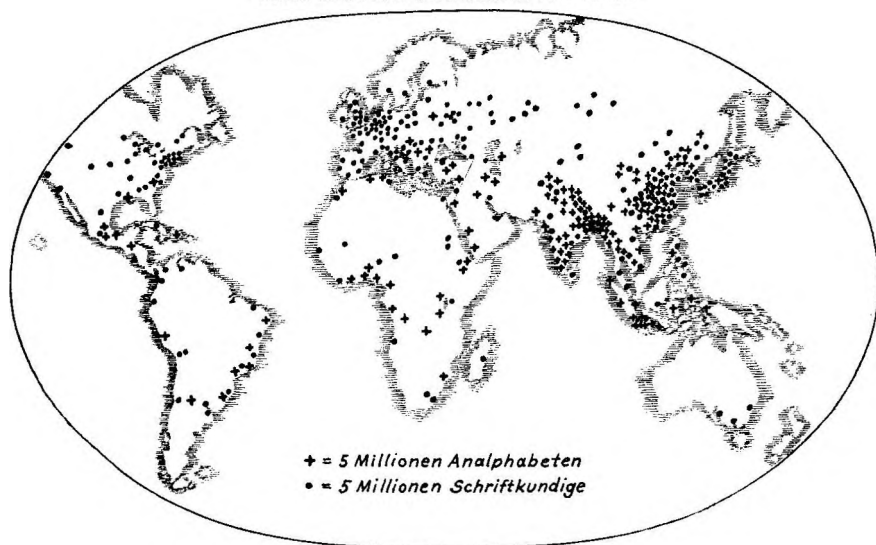 + = 5 Millionen Analphabeten
• = 5 Millionen Schriftkundige